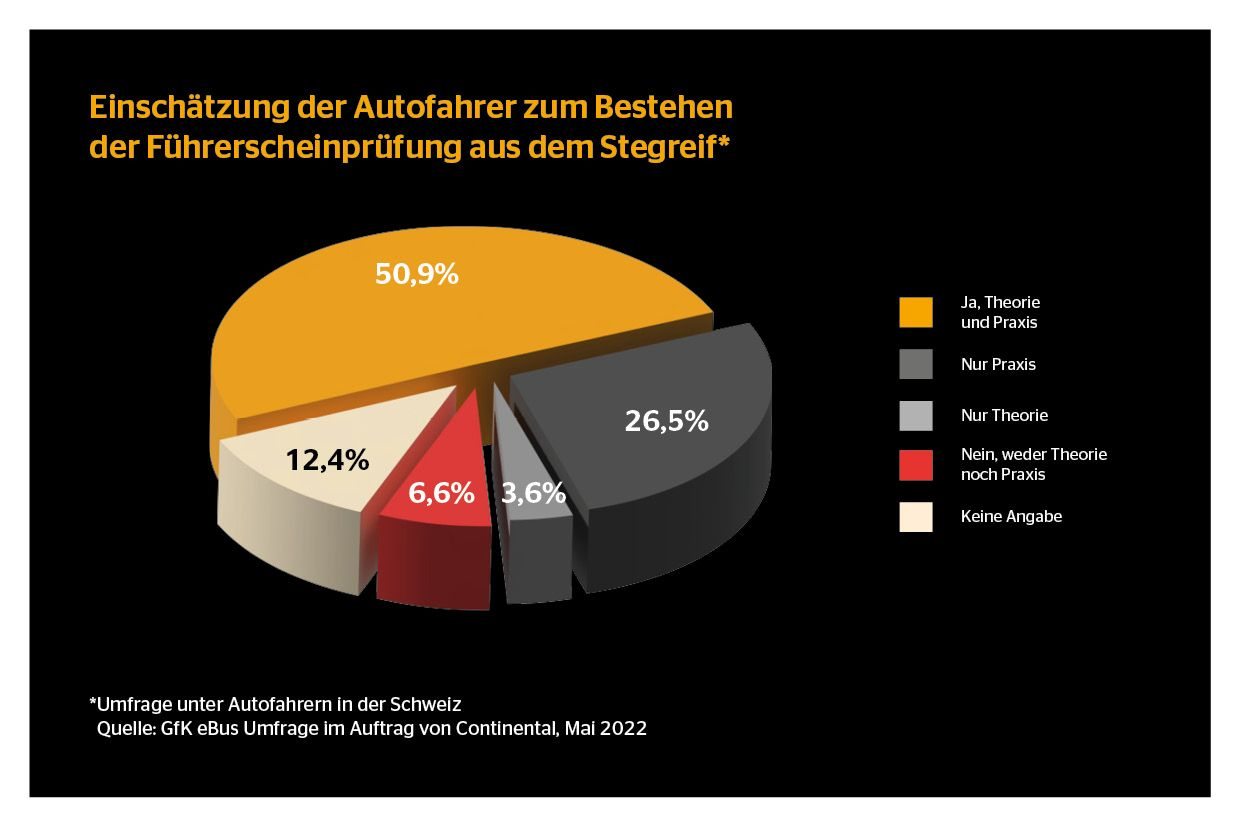 Einschätzung der Autofahrer zum Bestehen
der Führerscheinprüfung aus dem Stegreif*
50,9%
26,5%
12,4%
6,6%
3,6%
Ja, Theorie
und Praxis
Nur Praxis
Nur Theorie
Nein, weder Theorie
noch Praxis
Keine Angabe
*Umfrage unter Autofahrern in der Schweiz
Quelle: GfK eBus Umfrage im Auftrag von Continental, Mai 2022